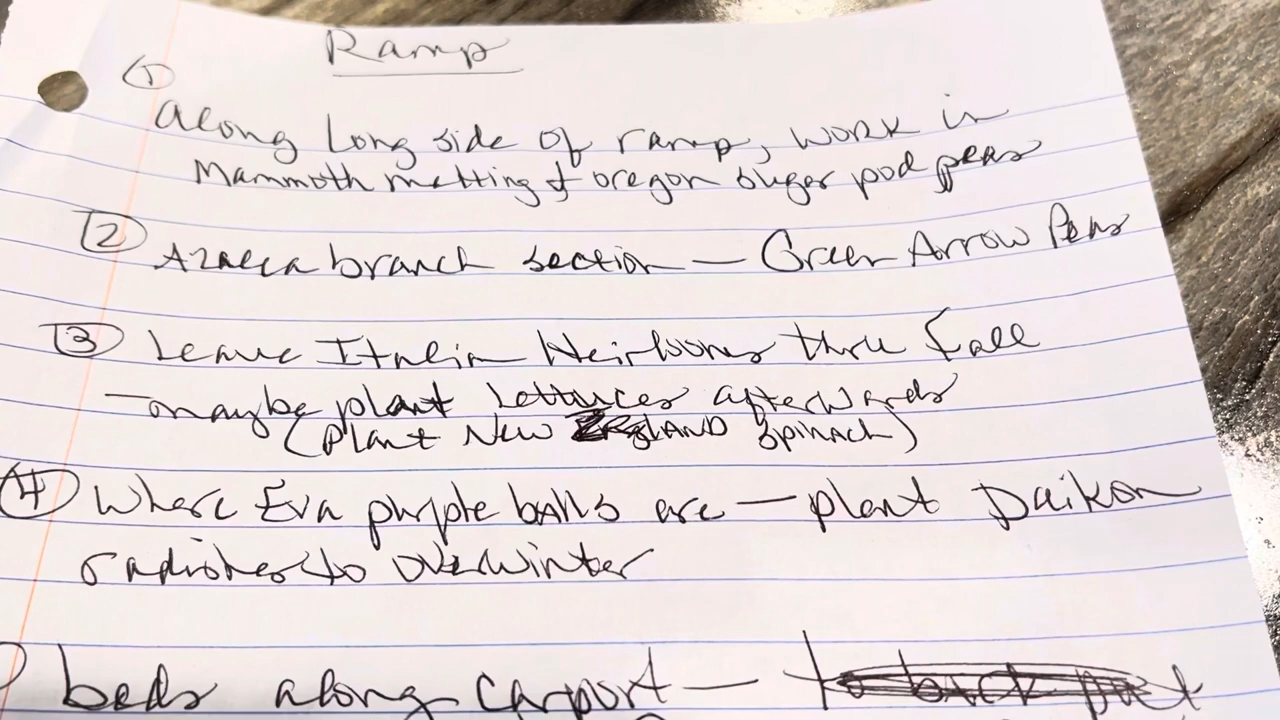 Ramp
①
Along Long side of ramp, work in
Mammoth melting & oregon suger pod peas
② Azalea branch section — Green Arrow Peas
③ Leave Italian Heirlooms thru fall
— maybe plant Lettuces afterwards
(Plant New ENGLAND Spinach)
④ Where Eva purple balls are — plant Daikon
radishes to overwinter
beds along carport —